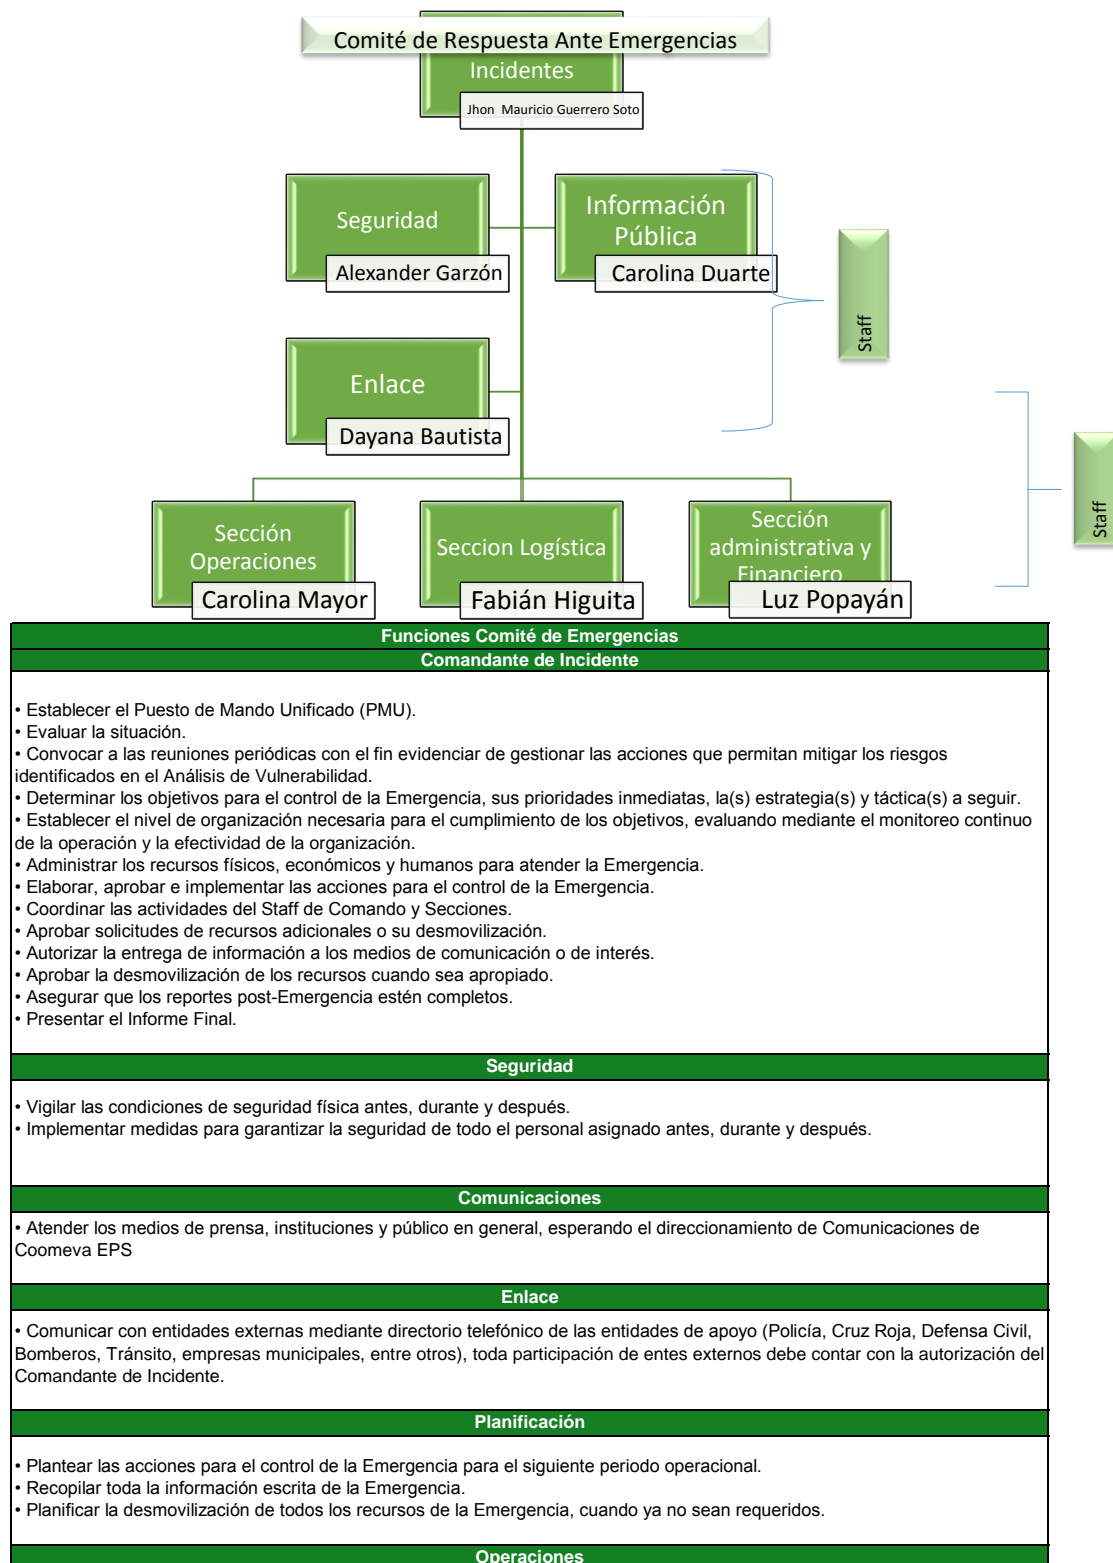 Comité de Respuesta Ante Emergencias
Incidentes
Jhon Mauricio Guerrero Soto
Seguridad
Alexander Garzón
Información
Pública
Carolina Duarte
Staff
Enlace
Dayana Bautista
Staff
Sección
Operaciones
Carolina Mayor
Seccion Logística
Fabián Higuita
Sección
administrativa y
Financiero
Luz Popayán
Funciones Comité de Emergencias
Comandante de Incidente
• Establecer el Puesto de Mando Unificado (PMU).
• Evaluar la situación.
• Convocar a las reuniones periódicas con el fin evidenciar de gestionar las acciones que permitan mitigar los riesgos
identificados en el Análisis de Vulnerabilidad.
• Determinar los objetivos para el control de la Emergencia, sus prioridades inmediatas, la(s) estrategia(s) y táctica(s) a seguir.
• Establecer el nivel de organización necesaria para el cumplimiento de los objetivos, evaluando mediante el monitoreo continuo
de la operación y la efectividad de la organización.
• Administrar los recursos físicos, económicos y humanos para atender la Emergencia.
• Elaborar, aprobar e implementar las acciones para el control de la Emergencia.
• Coordinar las actividades del Staff de Comando y Secciones.
• Aprobar solicitudes de recursos adicionales o su desmovilización.
• Autorizar la entrega de información a los medios de comunicación o de interés.
• Aprobar la desmovilización de los recursos cuando sea apropiado.
• Asegurar que los reportes post-Emergencia estén completos.
• Presentar el Informe Final.
Seguridad
• Vigilar las condiciones de seguridad física antes, durante y después.
• Implementar medidas para garantizar la seguridad de todo el personal asignado antes, durante y después.
Comunicaciones
• Atender los medios de prensa, instituciones y público en general, esperando el direccionamiento de Comunicaciones de
Coomeva EPS
Enlace
• Comunicar con entidades externas mediante directorio telefónico de las entidades de apoyo (Policía, Cruz Roja, Defensa Civil,
Bomberos, Tránsito, empresas municipales, entre otros), toda participación de entes externos debe contar con la autorización del
Comandante de Incidente.
Planificación
• Plantear las acciones para el control de la Emergencia para el siguiente periodo operacional.
• Recopilar toda la información escrita de la Emergencia.
• Planificar la desmovilización de todos los recursos de la Emergencia, cuando ya no sean requeridos.
Operaciones